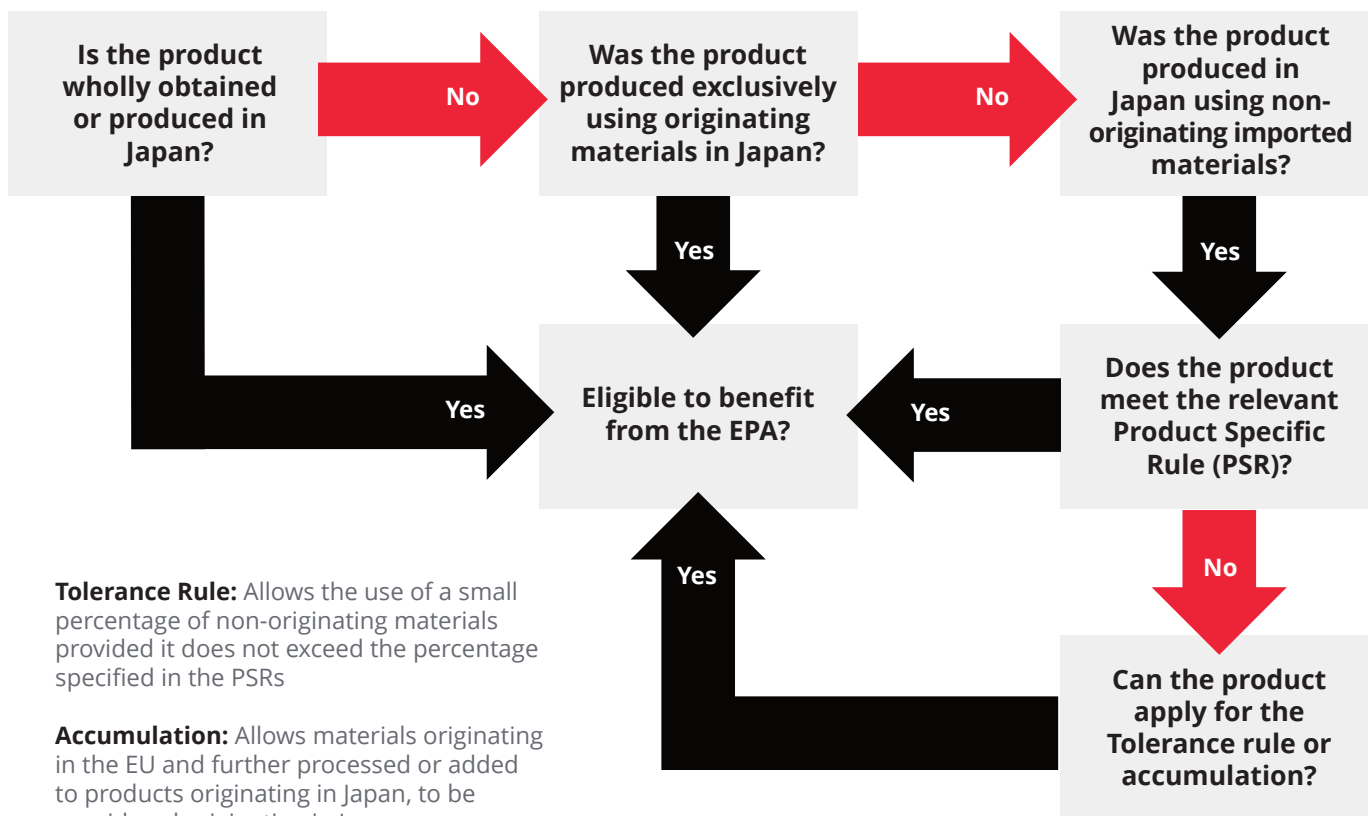 Is the product
wholly obtained
or produced in
Japan?
No
Was the product
produced exclusively
using originating
materials in Japan?
No
Was the product
produced in
Japan using non-
originating imported
materials?
Yes
Yes
Yes
Eligible to benefit
from the EPA?
Yes
Does the product
meet the relevant
Product Specific
Rule (PSR)?
No
Yes
Can the product
apply for the
Tolerance rule or
accumulation?
Tolerance Rule: Allows the use of a small
percentage of non-originating materials
provided it does not exceed the percentage
specified in the PSRs
Accumulation: Allows materials originating
in the EU and further processed or added
to products originating in Japan, to be